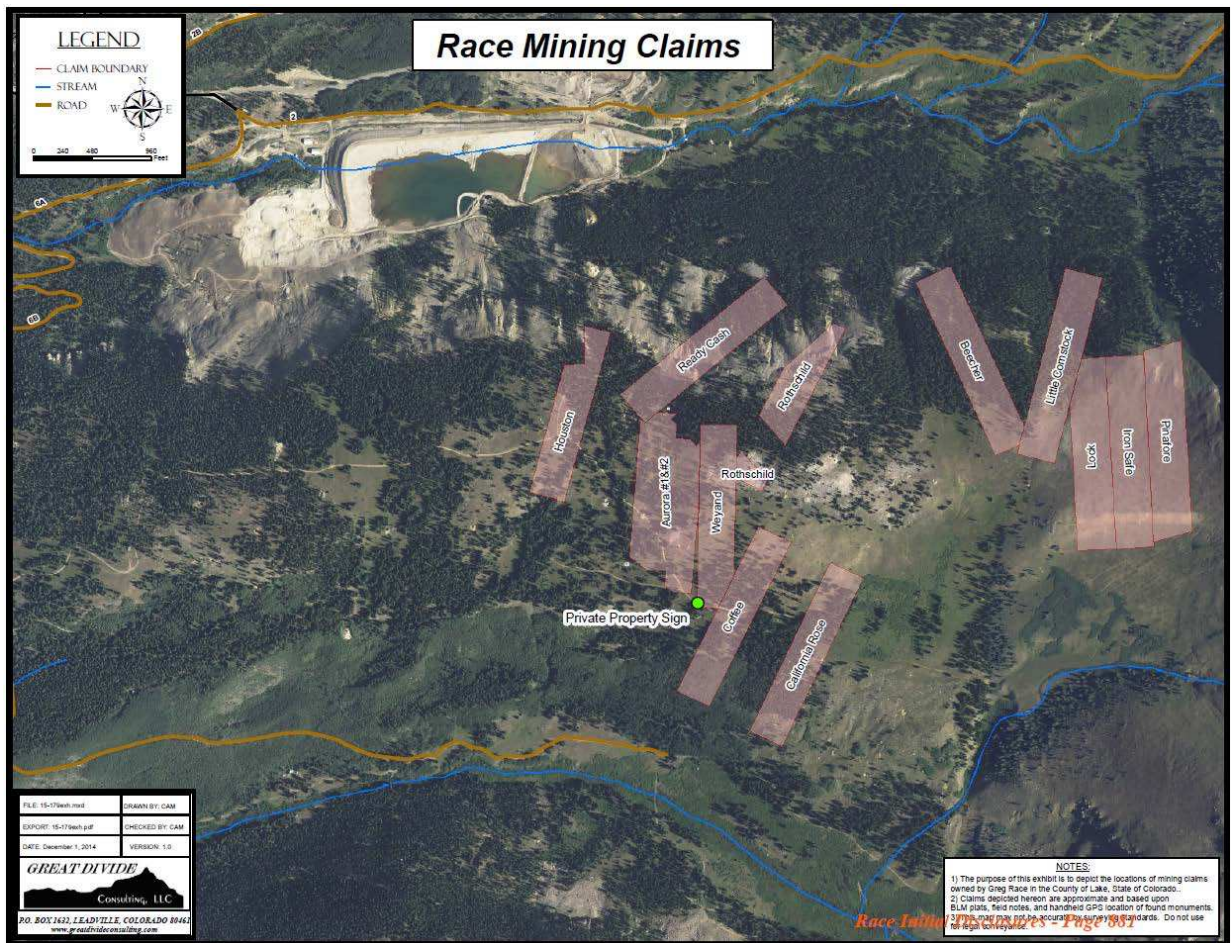 Race Mining Claims
LEGEND
CLAIM BOUNDARY
STREAM
ROAD
N
W E
S
0 240 480 960
Feet
2B
2
6A
6B
Ready Cash
Rothschild
Beecher
Little Comstock
Houston
Lock
Iron Safe
Pinafore
Aurora #1&#2
Weyand
Rothschild
Private Property Sign
Coffee
California Rose
FILE: 15-179exh.mxd DRAWN BY: CAM
EXPORT: 15-179exh.pdf CHECKED BY: CAM
DATE: December 1, 2014 VERSION: 1.0
GREAT DIVIDE
Consulting, LLC
P.O. BOX 1632, LEADVILLE, COLORADO 80461
www.greatdivideconsulting.com
NOTES:
1) The purpose of this exhibit is to depict the locations of mining claims
owned by Greg Race in the County of Lake, State of Colorado..
2) Claims depicted hereon are approximate and based upon
BLM plats, field notes, and handheld GPS location of found monuments.
3) This map may not be accurate to surveying standards. Do not use
for legal conveyance.
Race Initial Disclosures - Page 881